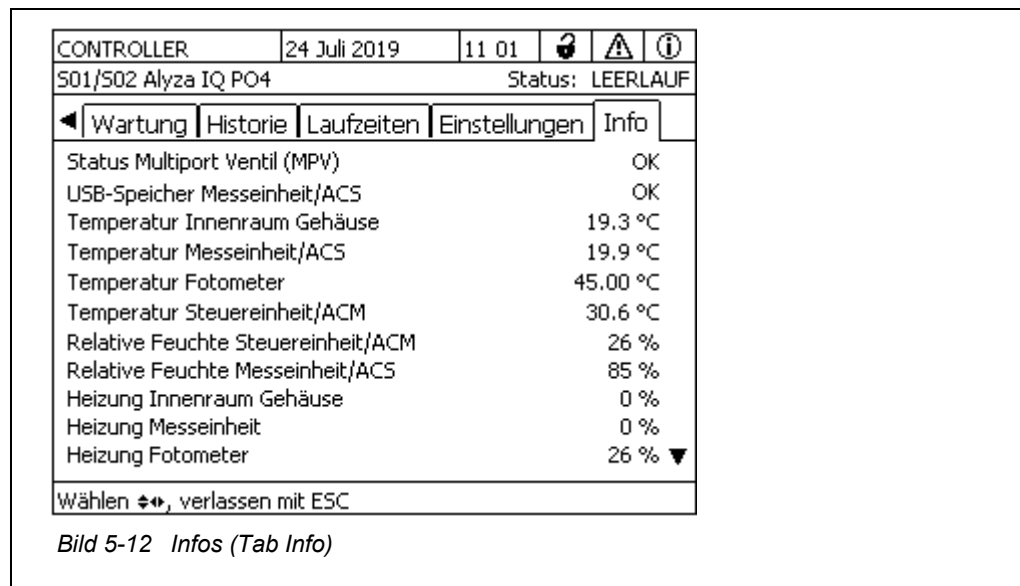 CONTROLLER 24 Juli 2019 11 01
S01/S02 Alyza IQ PO4 Status: LEERLAUF
Wartung Historie Laufzeiten Einstellungen Info
Status Multiport Ventil (MPV) OK
USB-Speicher Messeinheit/ACS OK
Temperatur Innenraum Gehäuse 19.3 °C
Temperatur Messeinheit/ACS 19.9 °C
Temperatur Fotometer 45.00 °C
Temperatur Steuereinheit/ACM 30.6 °C
Relative Feuchte Steuereinheit/ACM 26 %
Relative Feuchte Messeinheit/ACS 85 %
Heizung Innenraum Gehäuse 0 %
Heizung Messeinheit 0 %
Heizung Fotometer 26 %
Wählen, verlassen mit ESC
Bild 5-12 Infos (Tab Info)